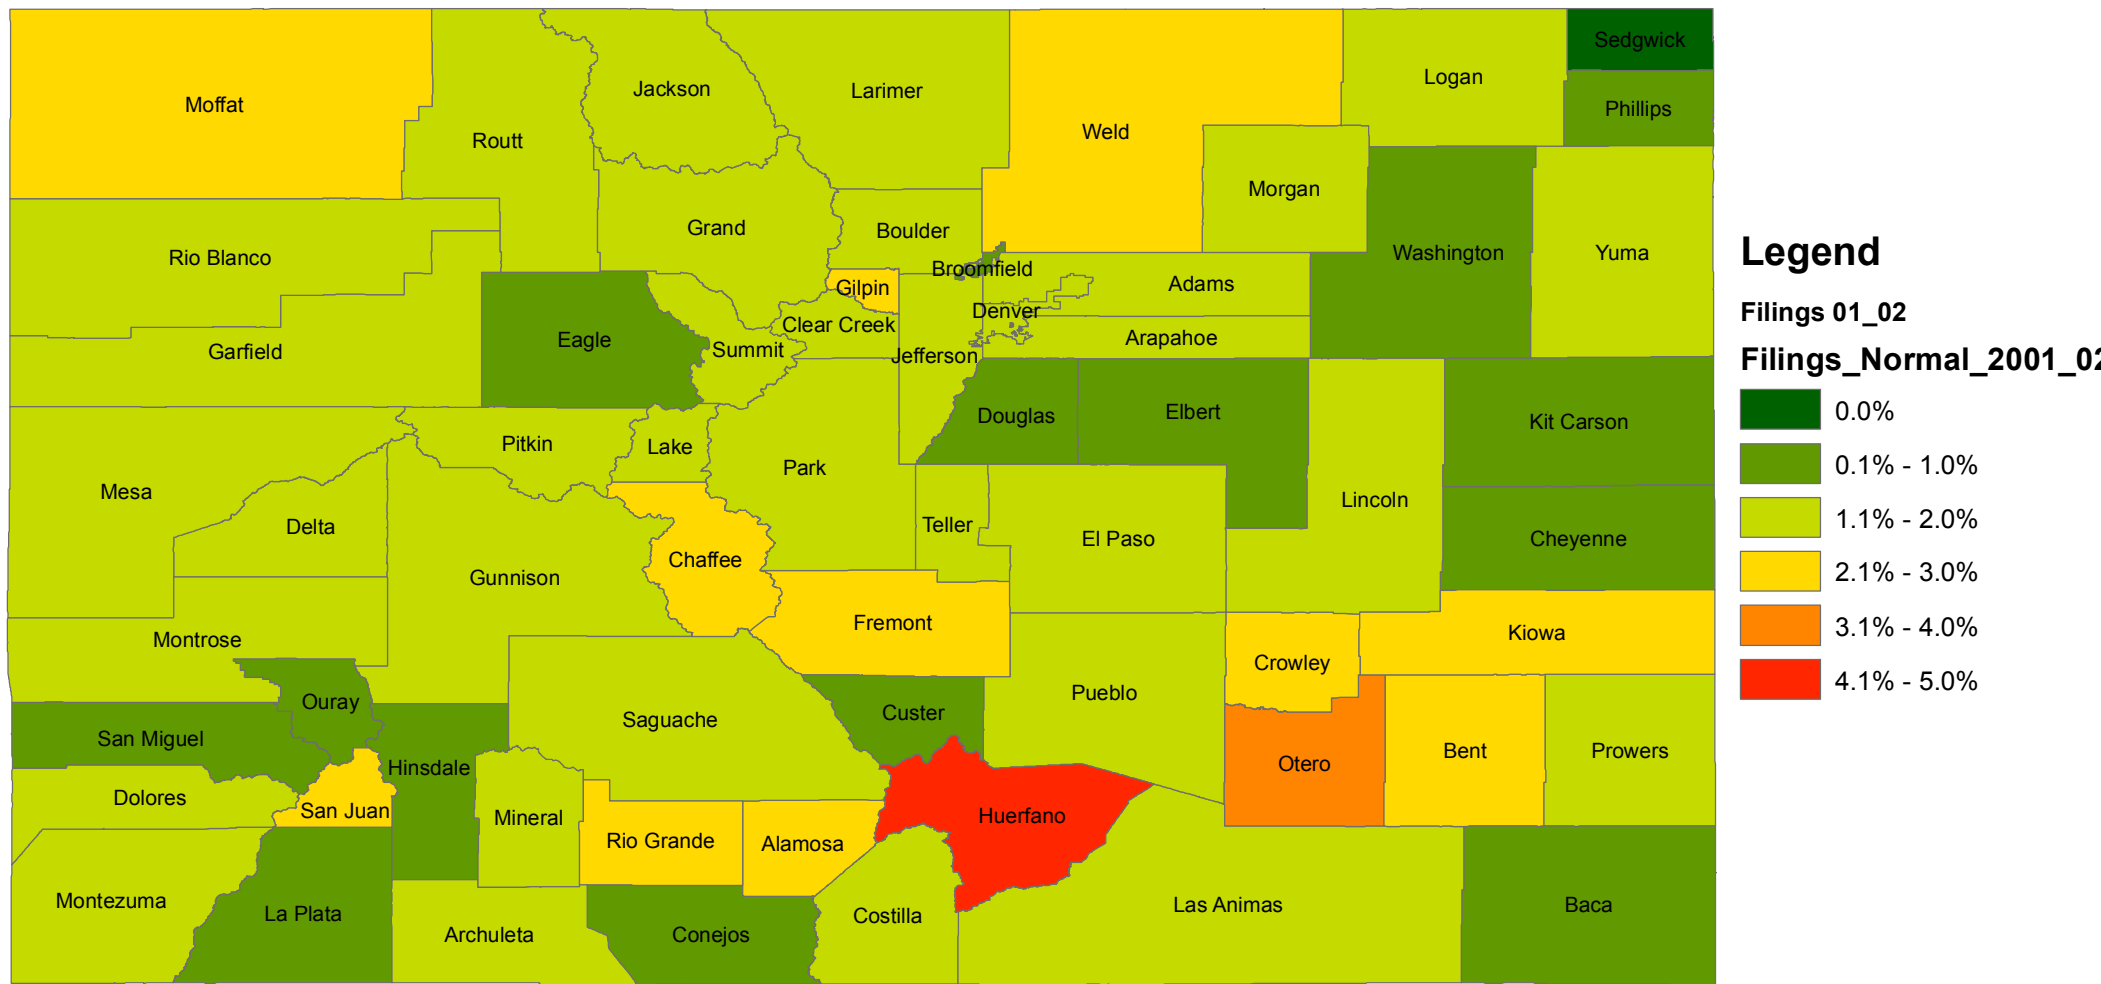 Sedgwick
Logan
Jackson
Larimer
Moffat
Phillips
Weld
Routt
Morgan
Grand
Boulder
Washington
Yuma
Rio Blanco
Broomfield
Gilpin
Adams
Denver
Clear Creek
Arapahoe
Eagle
Summit
Garfield
Jefferson
Elbert
Douglas
Kit Carson
Pitkin
Lake
Park
Mesa
Lincoln
Delta
Teller
El Paso
Cheyenne
Chaffee
Gunnison
Fremont
Kiowa
Montrose
Crowley
Pueblo
Ouray
Custer
Saguache
San Miguel
Bent
Prowers
Otero
Hinsdale
Dolores
San Juan
Mineral
Huerfano
Rio Grande
Alamosa
Montezuma
La Plata
Costilla
Las Animas
Baca
Archuleta
Conejos
Legend
Filings 01_02
Filings_Normal_2001_02
0.0%
0.1% - 1.0%
1.1% - 2.0%
2.1% - 3.0%
3.1% - 4.0%
4.1% - 5.0%